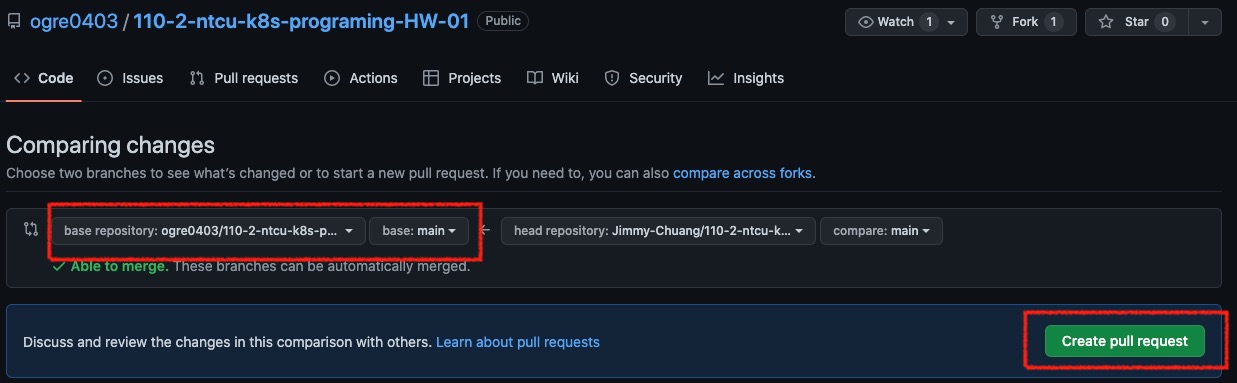 ogre0403 / 110-2-ntcu-k8s-programing-HW-01 Public Watch 1 Fork 1 Star 0
Code Issues Pull requests Actions Projects Wiki Security Insights
Comparing changes
Choose two branches to see what's changed or to start a new pull request. If you need to, you can also compare across forks.
base repository: ogre0403/110-2-ntcu-k8s-p... base: main head repository: Jimmy-Chuang/110-2-ntcu-k... compare: main
Able to merge. These branches can be automatically merged.
Discuss and review the changes in this comparison with others. Learn about pull requests Create pull request